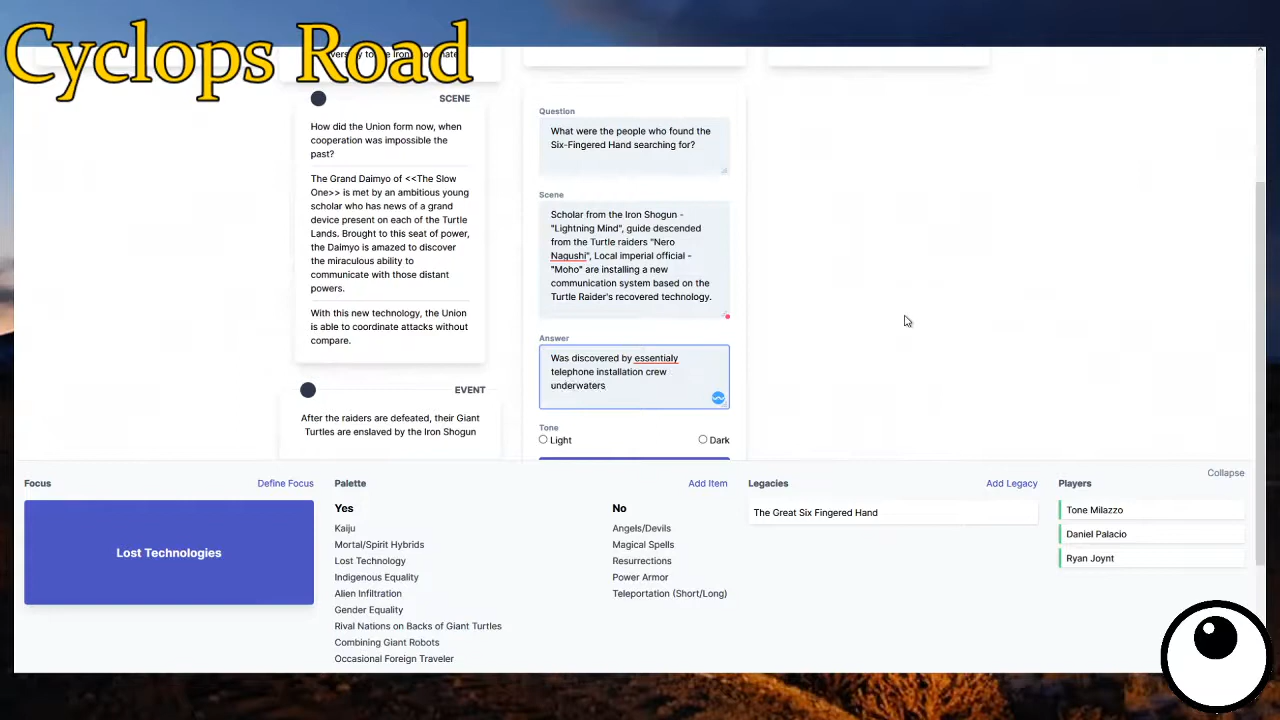 Cyclops Road
SCENE
How did the Union form now, when
cooperation was impossible the
past?
The Grand Daimyo of <<The Slow
One>> is met by an ambitious young
scholar who has news of a grand
device present on each of the Turtle
Lands. Brought to this seat of power,
the Daimyo is amazed to discover
the miraculous ability to
communicate with those distant
powers.
With this new technology, the Union
is able to coordinate attacks without
compare.
EVENT
After the raiders are defeated, their Giant
Turtles are enslaved by the Iron Shogun
Question
What were the people who found the
Six-Fingered Hand searching for?
Scene
Scholar from the Iron Shogun -
"Lightning Mind", guide descended
from the Turtle raiders "Nero
Nagushi", Local imperial official -
"Moho" are installing a new
communication system based on the
Turtle Raider's recovered technology.
Answer
Was discovered by essentialy
telephone installation crew
underwaters
Tone
Light
Dark
Collapse
Focus
Define Focus
Lost Technologies
Palette
Add Item
Yes
Kaiju
Mortal/Spirit Hybrids
Lost Technology
Indigenous Equality
Alien Infiltration
Gender Equality
Rival Nations on Backs of Giant Turtles
Combining Giant Robots
Occasional Foreign Traveler
No
Angels/Devils
Magical Spells
Resurrections
Power Armor
Teleportation (Short/Long)
Legacies
Add Legacy
The Great Six Fingered Hand
Players
Tone Milazzo
Daniel Palacio
Ryan Joynt